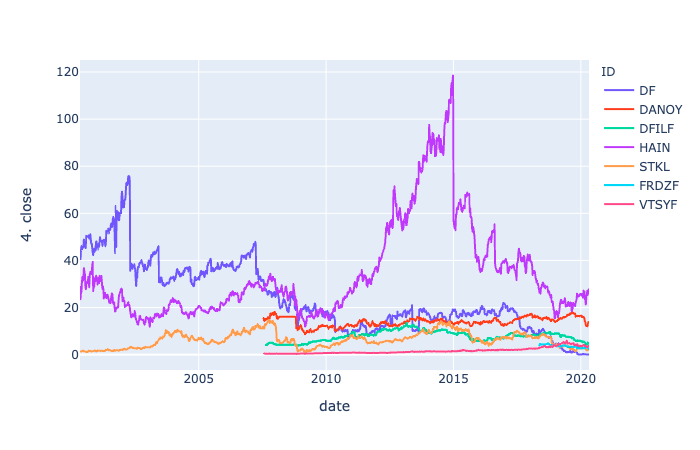 ID
DF
DANOY
DFILF
HAIN
STKL
FRDZF
VTSYF
4. close
120
100
80
60
40
20
0
2005
2010
2015
2020
date